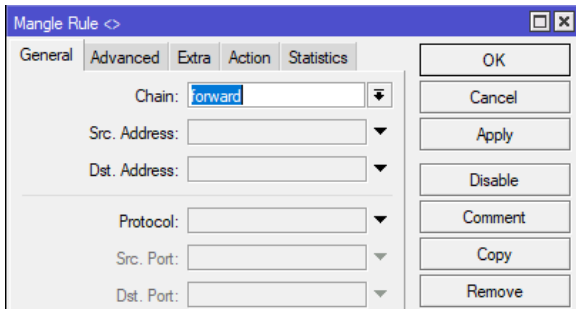 Mangle Rule <>
General Advanced Extra Action Statistics
OK
Chain: forward
Cancel
Src. Address:
Apply
Dst. Address:
Disable
Protocol:
Comment
Src. Port:
Copy
Dst. Port:
Remove